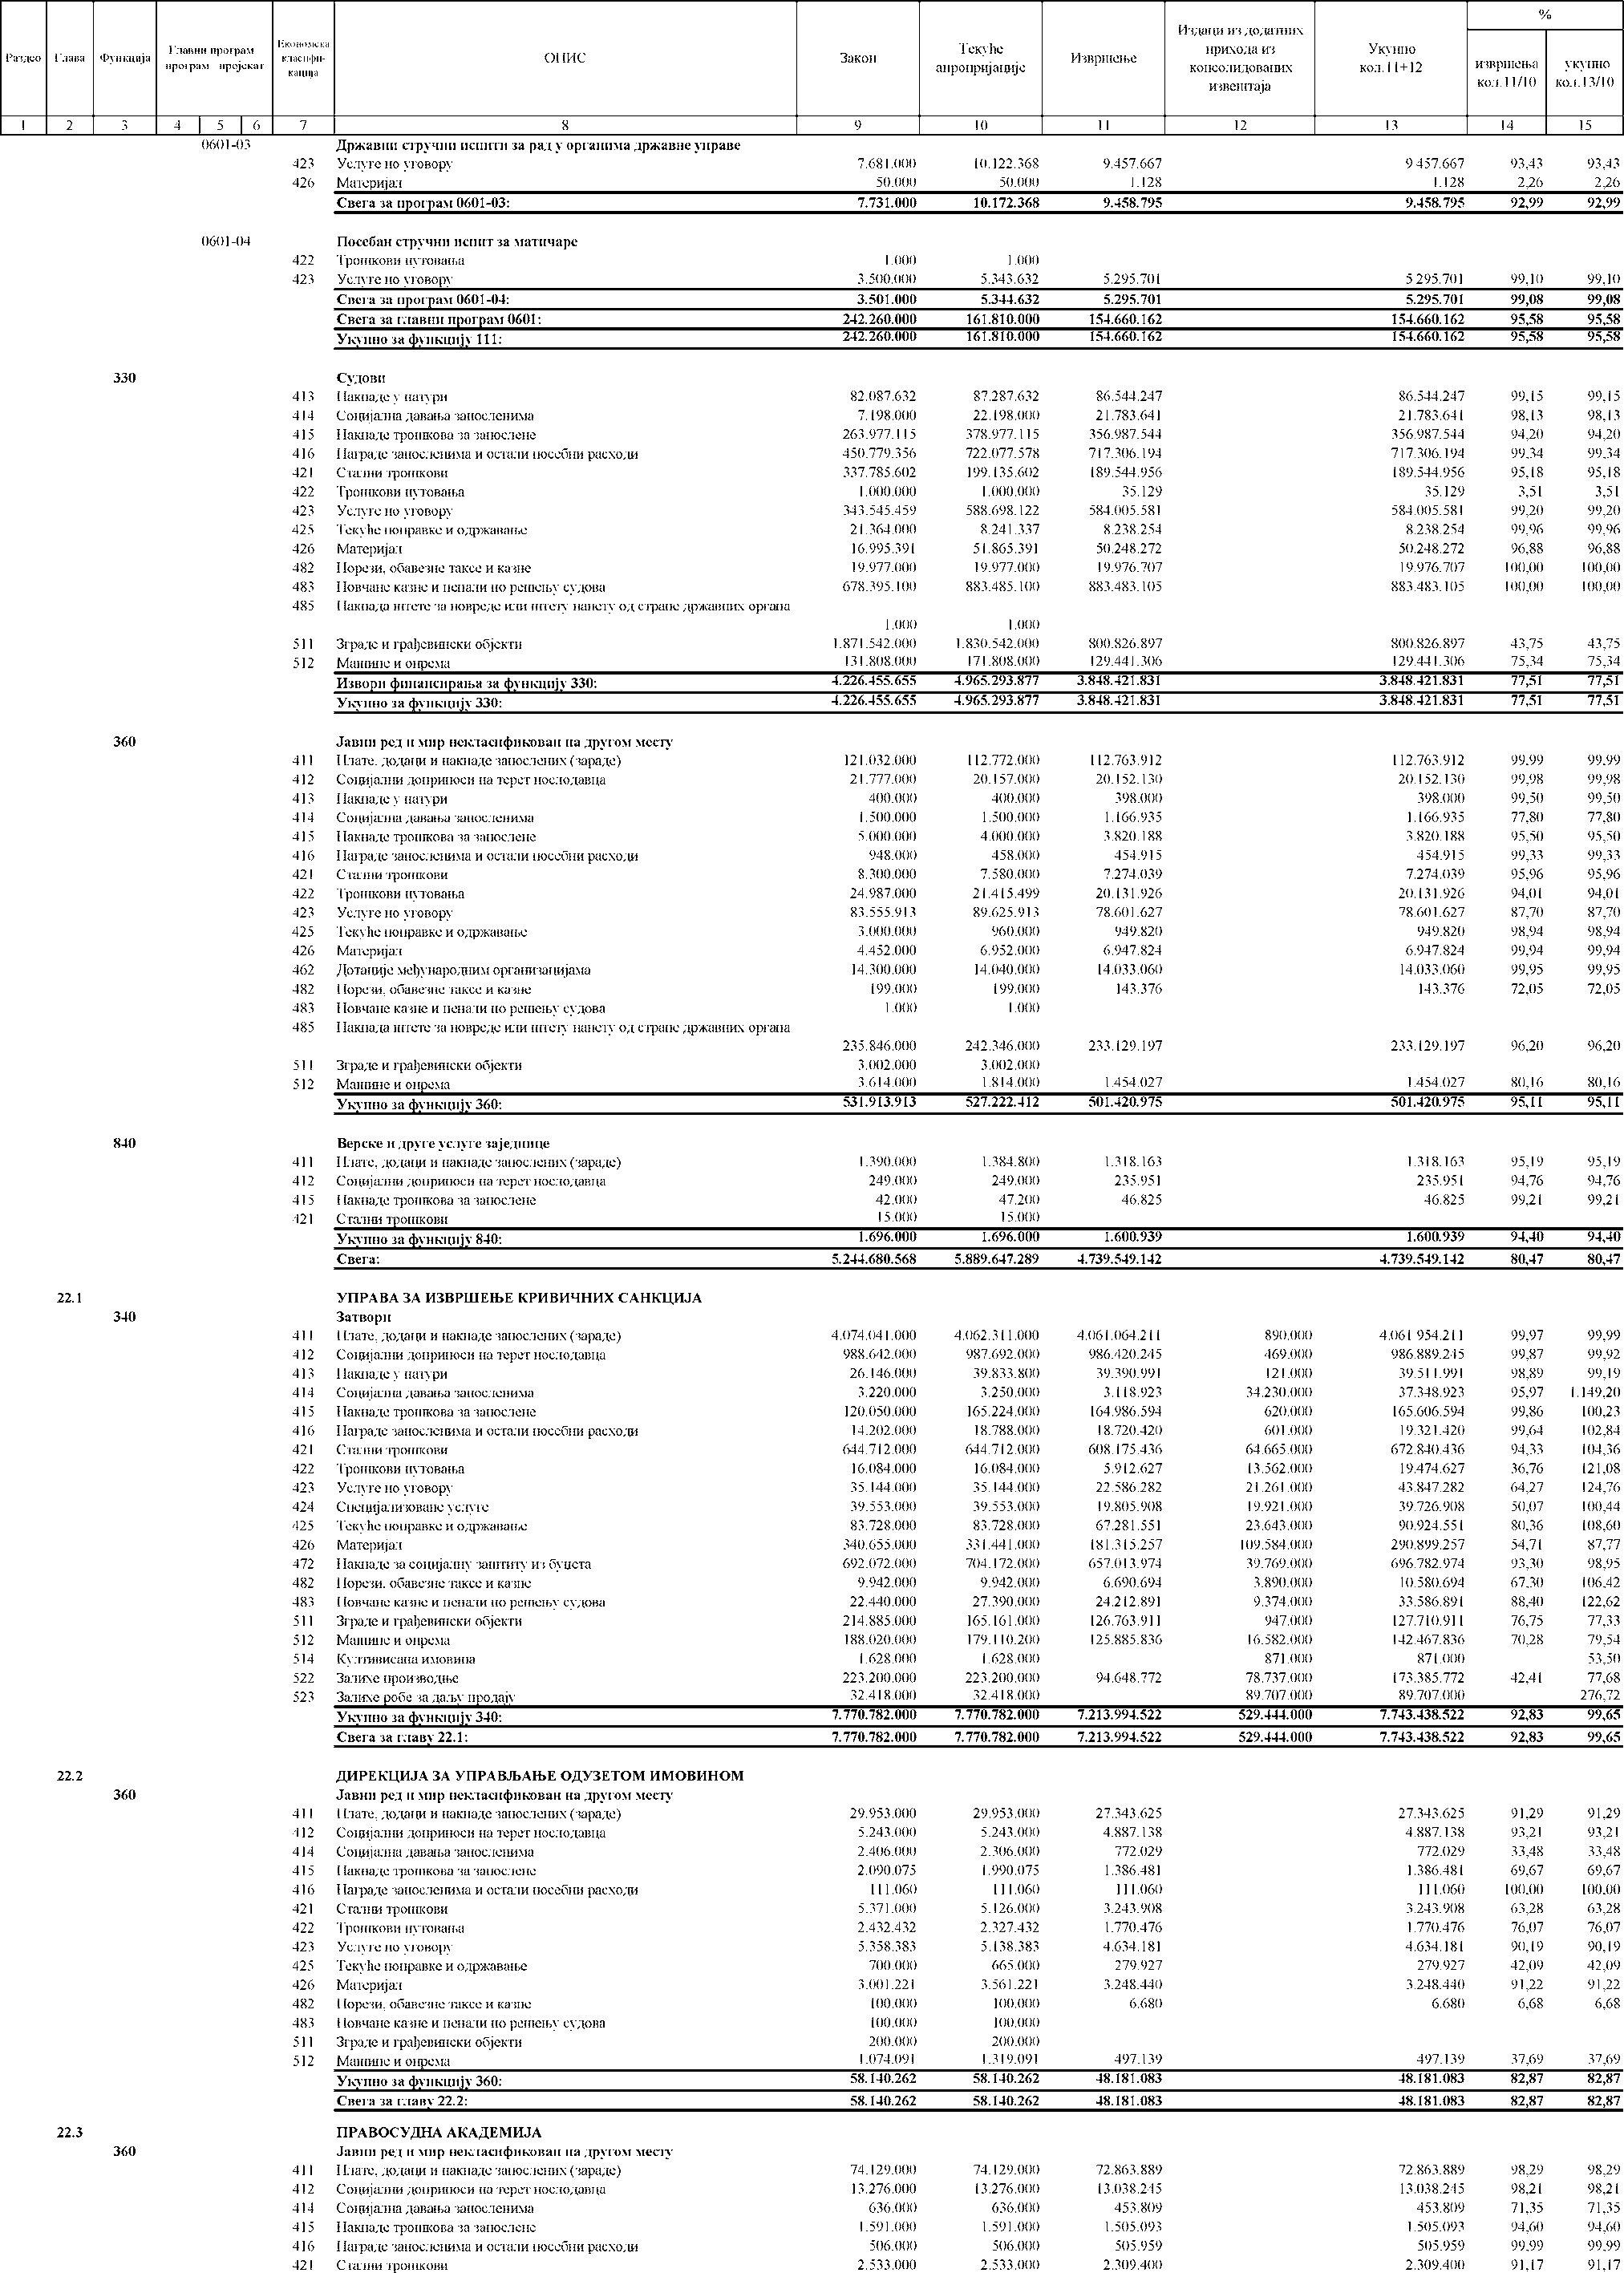 Раздео Глава Функција Главни програм програм пројекат Економска класифи-кација ОПИС Закон Текуће апропријације Извршење Издаци из додатних прихода из консолидованих извештаја Укупно кол.11+12 % извршења кол.11/10 укупно кол.13/10
1 2 3 4 5 6 7 8 9 10 11 12 13 14 15
0601-03 Државни стручни испити за рад у органима државне управе
423 Услуге по уговору 7.681.000 10.122.368 9.457.667 9.457.667 93,43 93,43
426 Материјал 50.000 50.000 1.128 1.128 2,26 2,26
Свега за програм 0601-03: 7.731.000 10.172.368 9.458.795 9.458.795 92,99 92,99
0601-04 Посебан стручни испит за матичаре
422 Трошкови путовања 1.000 1.000
423 Услуге по уговору 3.500.000 5.343.632 5.295.701 5.295.701 99,10 99,10
Свега за програм 0601-04: 3.501.000 5.344.632 5.295.701 5.295.701 99,08 99,08
Свега за главни програм 0601: 242.260.000 161.810.000 154.660.162 154.660.162 95,58 95,58
Укупно за функцију 111: 242.260.000 161.810.000 154.660.162 154.660.162 95,58 95,58
330 Судови
413 Накнаде у натури 82.087.632 87.287.632 86.544.247 86.544.247 99,15 99,15
414 Социјална давања запосленима 7.198.000 22.198.000 21.783.641 21.783.641 98,13 98,13
415 Накнаде трошкова за запослене 263.977.115 378.977.115 356.987.544 356.987.544 94,20 94,20
416 Награде запосленима и остали посебни расходи 450.779.356 722.077.578 717.306.194 717.306.194 99,34 99,34
421 Стални трошкови 337.785.602 199.135.602 189.544.956 189.544.956 95,18 95,18
422 Трошкови путовања 1.000.000 1.000.000 35.129 35.129 3,51 3,51
423 Услуге по уговору 343.545.459 588.698.122 584.005.581 584.005.581 99,20 99,20
425 Текуће поправке и одржавање 21.364.000 8.241.337 8.238.254 8.238.254 99,96 99,96
426 Материјал 16.995.391 51.865.391 50.248.272 50.248.272 96,88 96,88
482 Порези, обавезне таксе и казне 19.977.000 19.977.000 19.976.707 19.976.707 100,00 100,00
483 Новчане казне и пенали по решењу судова 678.395.100 883.485.100 883.483.105 883.483.105 100,00 100,00
485 Накнада штете за повреде или штету нанету од стране државних органа
1.000 1.000
511 Зграде и грађевински објекти 1.871.542.000 1.830.542.000 800.826.897 800.826.897 43,75 43,75
512 Машине и опрема 131.808.000 171.808.000 129.441.306 129.441.306 75,34 75,34
Извори финансирања за функцију 330: 4.226.455.655 4.965.293.877 3.848.421.831 3.848.421.831 77,51 77,51
Укупно за функцију 330: 4.226.455.655 4.965.293.877 3.848.421.831 3.848.421.831 77,51 77,51
360 Јавни ред и мир некласификован на другом месту
411 Плате, додаци и накнаде запослених (зараде) 121.032.000 112.772.000 112.763.912 112.763.912 99,99 99,99
412 Социјални доприноси на терет послодавца 21.777.000 20.157.000 20.152.130 20.152.130 99,98 99,98
413 Накнаде у натури 400.000 400.000 398.000 398.000 99,50 99,50
414 Социјална давања запосленима 1.500.000 1.500.000 1.166.935 1.166.935 77,80 77,80
415 Накнаде трошкова за запослене 5.000.000 4.000.000 3.820.188 3.820.188 95,50 95,50
416 Награде запосленима и остали посебни расходи 948.000 458.000 454.915 454.915 99,33 99,33
421 Стални трошкови 8.300.000 7.580.000 7.274.039 7.274.039 95,96 95,96
422 Трошкови путовања 24.987.000 21.415.499 20.131.926 20.131.926 94,01 94,01
423 Услуге по уговору 83.555.913 89.625.913 78.601.627 78.601.627 87,70 87,70
425 Текуће поправке и одржавање 3.000.000 960.000 949.820 949.820 98,94 98,94
426 Материјал 4.452.000 6.952.000 6.947.824 6.947.824 99,94 99,94
462 Дотације међународним организацијама 14.300.000 14.040.000 14.033.060 14.033.060 99,95 99,95
482 Порези, обавезне таксе и казне 199.000 199.000 143.376 143.376 72,05 72,05
483 Новчане казне и пенали по решењу судова 1.000 1.000
485 Накнада штете за повреде или штету нанету од стране државних органа
235.846.000 242.346.000 233.129.197 233.129.197 96,20 96,20
511 Зграде и грађевински објекти 3.002.000 3.002.000
512 Машине и опрема 3.614.000 1.814.000 1.454.027 1.454.027 80,16 80,16
Укупно за функцију 360: 531.913.913 527.222.412 501.420.975 501.420.975 95,11 95,11
840 Верске и друге услуге заједнице
411 Плате, додаци и накнаде запослених (зараде) 1.390.000 1.384.800 1.318.163 1.318.163 95,19 95,19
412 Социјални доприноси на терет послодавца 249.000 249.000 235.951 235.951 94,76 94,76
415 Накнаде трошкова за запослене 42.000 47.200 46.825 46.825 99,21 99,21
421 Стални трошкови 15.000 15.000
Укупно за функцију 840: 1.696.000 1.696.000 1.600.939 1.600.939 94,40 94,40
Свега: 5.244.680.568 5.889.647.289 4.739.549.142 4.739.549.142 80,47 80,47
22.1 УПРАВА ЗА ИЗВРШЕЊЕ КРИВИЧНИХ САНКЦИЈА
340 Затвори
411 Плате, додаци и накнаде запослених (зараде) 4.074.041.000 4.062.311.000 4.061.064.211 890.000 4.061.954.211 99,97 99,99
412 Социјални доприноси на терет послодавца 988.642.000 987.692.000 986.420.245 469.000 986.889.245 99,87 99,92
413 Накнаде у натури 26.146.000 39.833.800 39.390.991 121.000 39.511.991 98,89 99,19
414 Социјална давања запосленима 3.220.000 3.250.000 3.118.923 34.230.000 37.348.923 95,97 1.149,20
415 Накнаде трошкова за запослене 120.050.000 165.224.000 164.986.594 620.000 165.606.594 99,86 100,23
416 Награде запосленима и остали посебни расходи 14.202.000 18.788.000 18.720.420 601.000 19.321.420 99,64 102,84
421 Стални трошкови 644.712.000 644.712.000 608.175.436 64.665.000 672.840.436 94,33 104,36
422 Трошкови путовања 16.084.000 16.084.000 5.912.627 13.562.000 19.474.627 36,76 121,08
423 Услуге по уговору 35.144.000 35.144.000 22.586.282 21.261.000 43.847.282 64,27 124,76
424 Специјализоване услуге 39.553.000 39.553.000 19.805.908 19.921.000 39.726.908 50,07 100,44
425 Текуће поправке и одржавање 83.728.000 83.728.000 67.281.551 23.643.000 90.924.551 80,36 108,60
426 Материјал 340.655.000 331.441.000 181.315.257 109.584.000 290.899.257 54,71 87,77
472 Накнаде за социјалну заштиту из буџета 692.072.000 704.172.000 657.013.974 39.769.000 696.782.974 93,30 98,95
482 Порези, обавезне таксе и казне 9.942.000 9.942.000 6.690.694 3.890.000 10.580.694 67,30 106,42
483 Новчане казне и пенали по решењу судова 22.440.000 27.390.000 24.212.891 9.374.000 33.586.891 88,40 122,62
511 Зграде и грађевински објекти 214.885.000 165.161.000 126.763.911 947.000 127.710.911 76,75 77,33
512 Машине и опрема 188.020.000 179.110.200 125.885.836 16.582.000 142.467.836 70,28 79,54
514 Култивисана имовина 1.628.000 1.628.000 871.000 871.000 53,50
522 Залихе производње 223.200.000 223.200.000 94.648.772 78.737.000 173.385.772 42,41 77,68
523 Залихе робе за даљу продају 32.418.000 32.418.000 89.707.000 89.707.000 276,72
Укупно за функцију 340: 7.770.782.000 7.770.782.000 7.213.994.522 529.444.000 7.743.438.522 92,83 99,65
Свега за главу 22.1: 7.770.782.000 7.770.782.000 7.213.994.522 529.444.000 7.743.438.522 92,83 99,65
22.2 ДИРЕКЦИЈА ЗА УПРАВЉАЊЕ ОДУЗЕТОМ ИМОВИНОМ
360 Јавни ред и мир некласификован на другом месту
411 Плате, додаци и накнаде запослених (зараде) 29.953.000 29.953.000 27.343.625 27.343.625 91,29 91,29
412 Социјални доприноси на терет послодавца 5.243.000 5.243.000 4.887.138 4.887.138 93,21 93,21
414 Социјална давања запосленима 2.406.000 2.306.000 772.029 772.029 33,48 33,48
415 Накнаде трошкова за запослене 2.090.075 1.990.075 1.386.481 1.386.481 69,67 69,67
416 Награде запосленима и остали посебни расходи 111.060 111.060 111.060 111.060 100,00 100,00
421 Стални трошкови 5.371.000 5.126.000 3.243.908 3.243.908 63,28 63,28
422 Трошкови путовања 2.432.432 2.327.432 1.770.476 1.770.476 76,07 76,07
423 Услуге по уговору 5.358.383 5.138.383 4.634.181 4.634.181 90,19 90,19
425 Текуће поправке и одржавање 700.000 665.000 279.927 279.927 42,09 42,09
426 Материјал 3.001.221 3.561.221 3.248.440 3.248.440 91,22 91,22
482 Порези, обавезне таксе и казне 100.000 100.000 6.680 6.680 6,68 6,68
483 Новчане казне и пенали по решењу судова 100.000 100.000
511 Зграде и грађевински објекти 200.000 200.000
512 Машине и опрема 1.074.091 1.319.091 497.139 497.139 37,69 37,69
Укупно за функцију 360: 58.140.262 58.140.262 48.181.083 48.181.083 82,87 82,87
Свега за главу 22.2: 58.140.262 58.140.262 48.181.083 48.181.083 82,87 82,87
22.3 ПРАВОСУДНА АКАДЕМИЈА
360 Јавни ред и мир некласификован на другом месту
411 Плате, додаци и накнаде запослених (зараде) 74.129.000 74.129.000 72.863.889 72.863.889 98,29 98,29
412 Социјални доприноси на терет послодавца 13.276.000 13.276.000 13.038.245 13.038.245 98,21 98,21
414 Социјална давања запосленима 636.000 636.000 453.809 453.809 71,35 71,35
415 Накнаде трошкова за запослене 1.591.000 1.591.000 1.505.093 1.505.093 94,60 94,60
416 Награде запосленима и остали посебни расходи 506.000 506.000 505.959 505.959 99,99 99,99
421 Стални трошкови 2.533.000 2.533.000 2.309.400 2.309.400 91,17 91,17